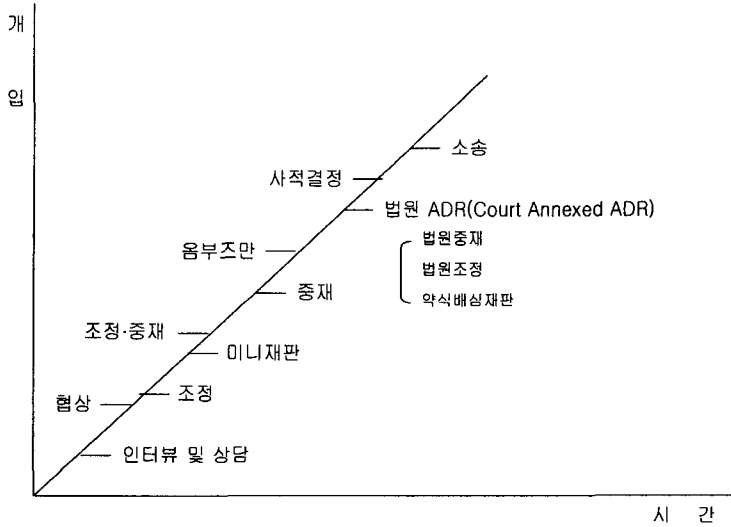 개
입
소송
사적결정
법원 ADR(Court Annexed ADR)
법원중재
옴부즈만
법원조정
중재
약식배심재판
조정·중재
미니재판
조정
협상
인터뷰 및 상담
시 간